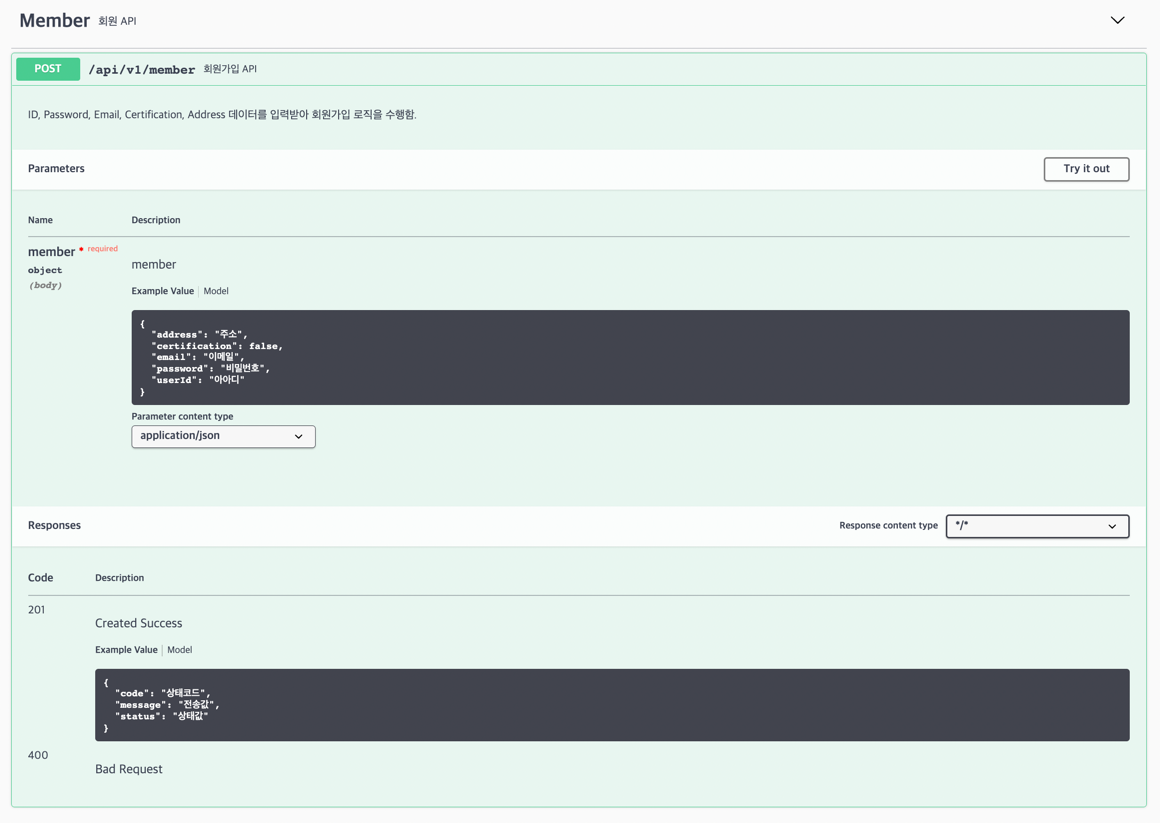 Member 회원 API
POST /api/v1/member 회원가입 API
ID, Password, Email, Certification, Address 데이터를 입력받아 회원가입 로직을 수행함.
Parameters Try it out
Name Description
member * required
object
(body)
member
Example Value | Model
{
"address": "주소",
"certification": false,
"email": "이메일",
"password": "비밀번호",
"userId": "아아디"
}
Parameter content type
application/json
Responses Response content type */*
Code Description
201
Created Success
Example Value | Model
{
"code": "상태코드",
"message": "전송값",
"status": "상태값"
}
400
Bad Request